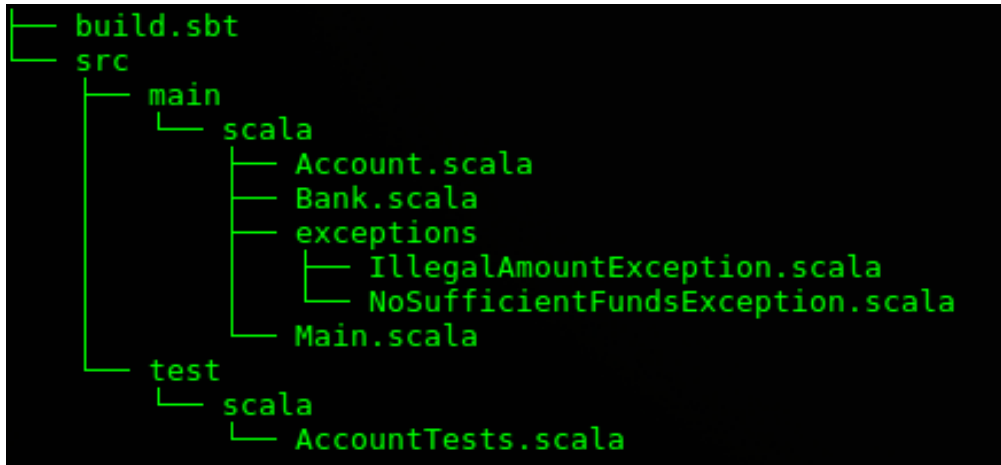 ├── build.sbt
└── src
    ├── main
    │   └── scala
    │       ├── Account.scala
    │       ├── Bank.scala
    │       ├── exceptions
    │       │   ├── IllegalAmountException.scala
    │       │   └── NoSufficientFundsException.scala
    │       └── Main.scala
    └── test
        └── scala
            └── AccountTests.scala